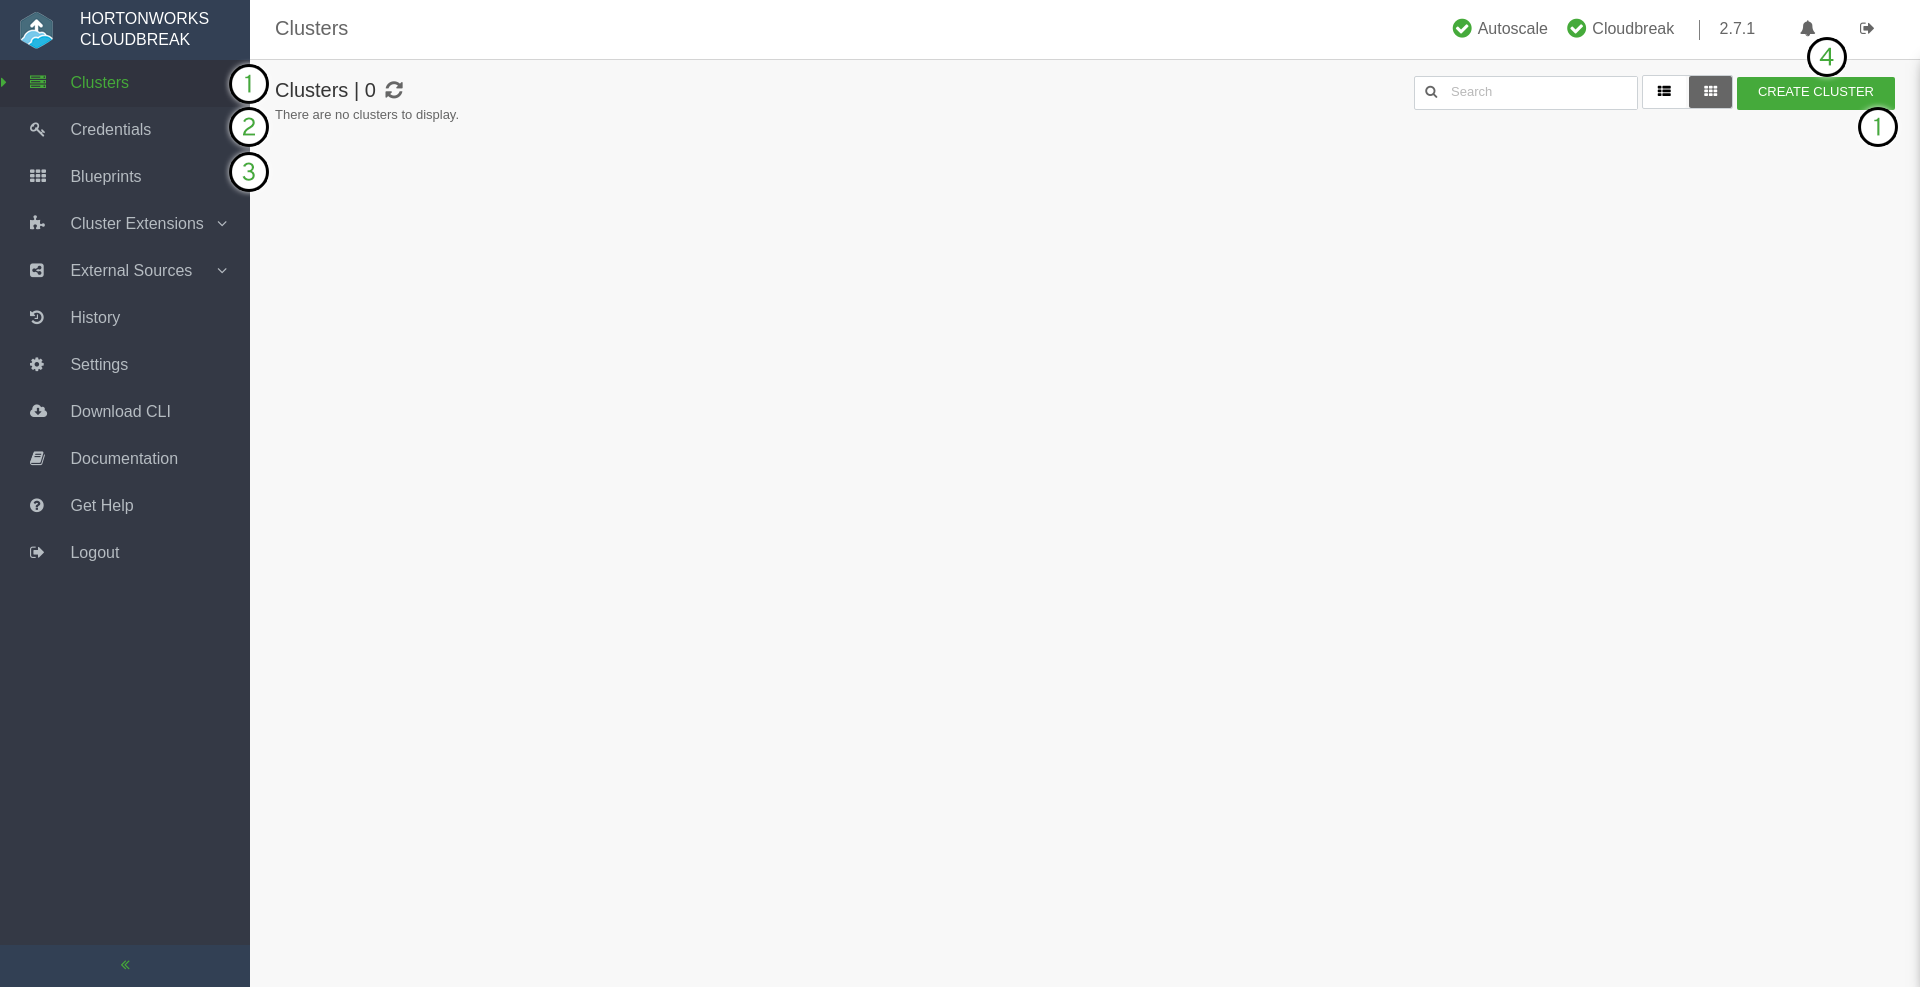 HORTONWORKS
CLOUDBREAK
Clusters
Autoscale
Cloudbreak
2.7.1
4
Clusters
1
Credentials
2
Blueprints
3
Cluster Extensions
External Sources
History
Settings
Download CLI
Documentation
Get Help
Logout
Clusters | 0
There are no clusters to display.
Search
CREATE CLUSTER
1